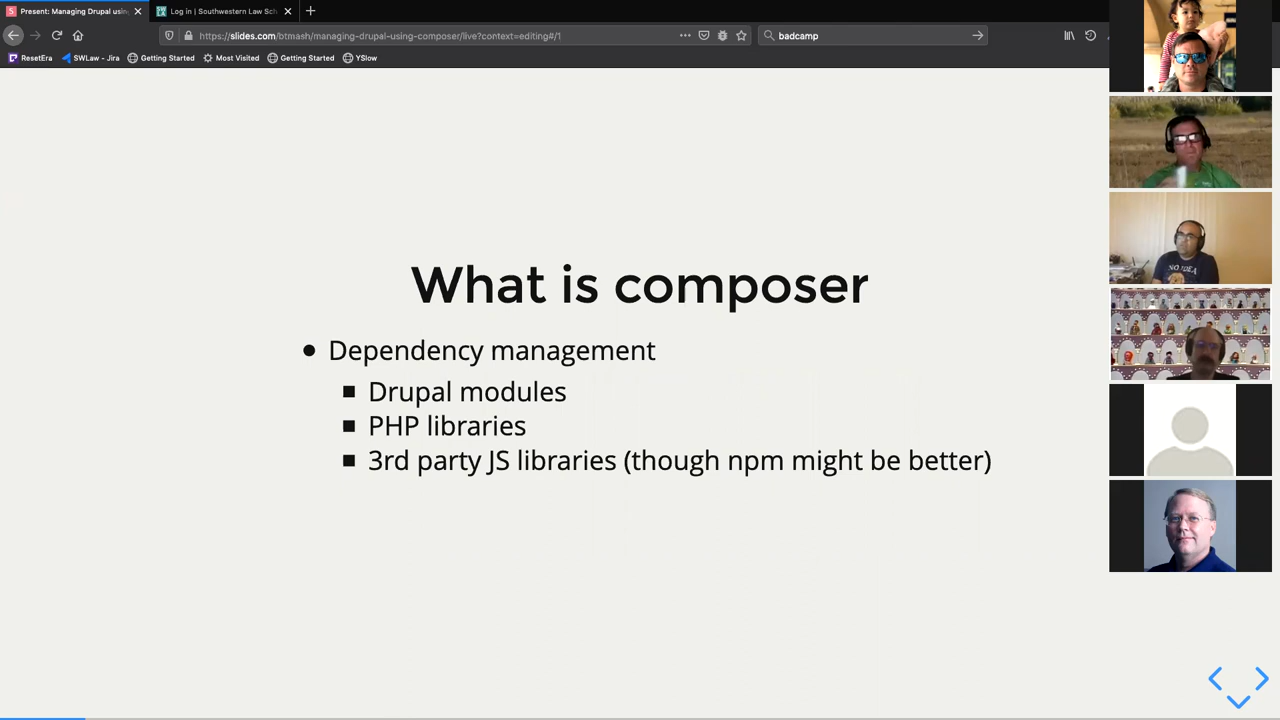 Present: Managing Drupal usin
Log in | Southwestern Law Sch
https://slides.com/btmash/managing-drupal-using-composer/live?context=editing#/1
badcamp
ResetEra
SWLaw - Jira
Getting Started
Most Visited
Getting Started
YSlow
What is composer
Dependency management
Drupal modules
PHP libraries
3rd party JS libraries (though npm might be better)
NO IDEA